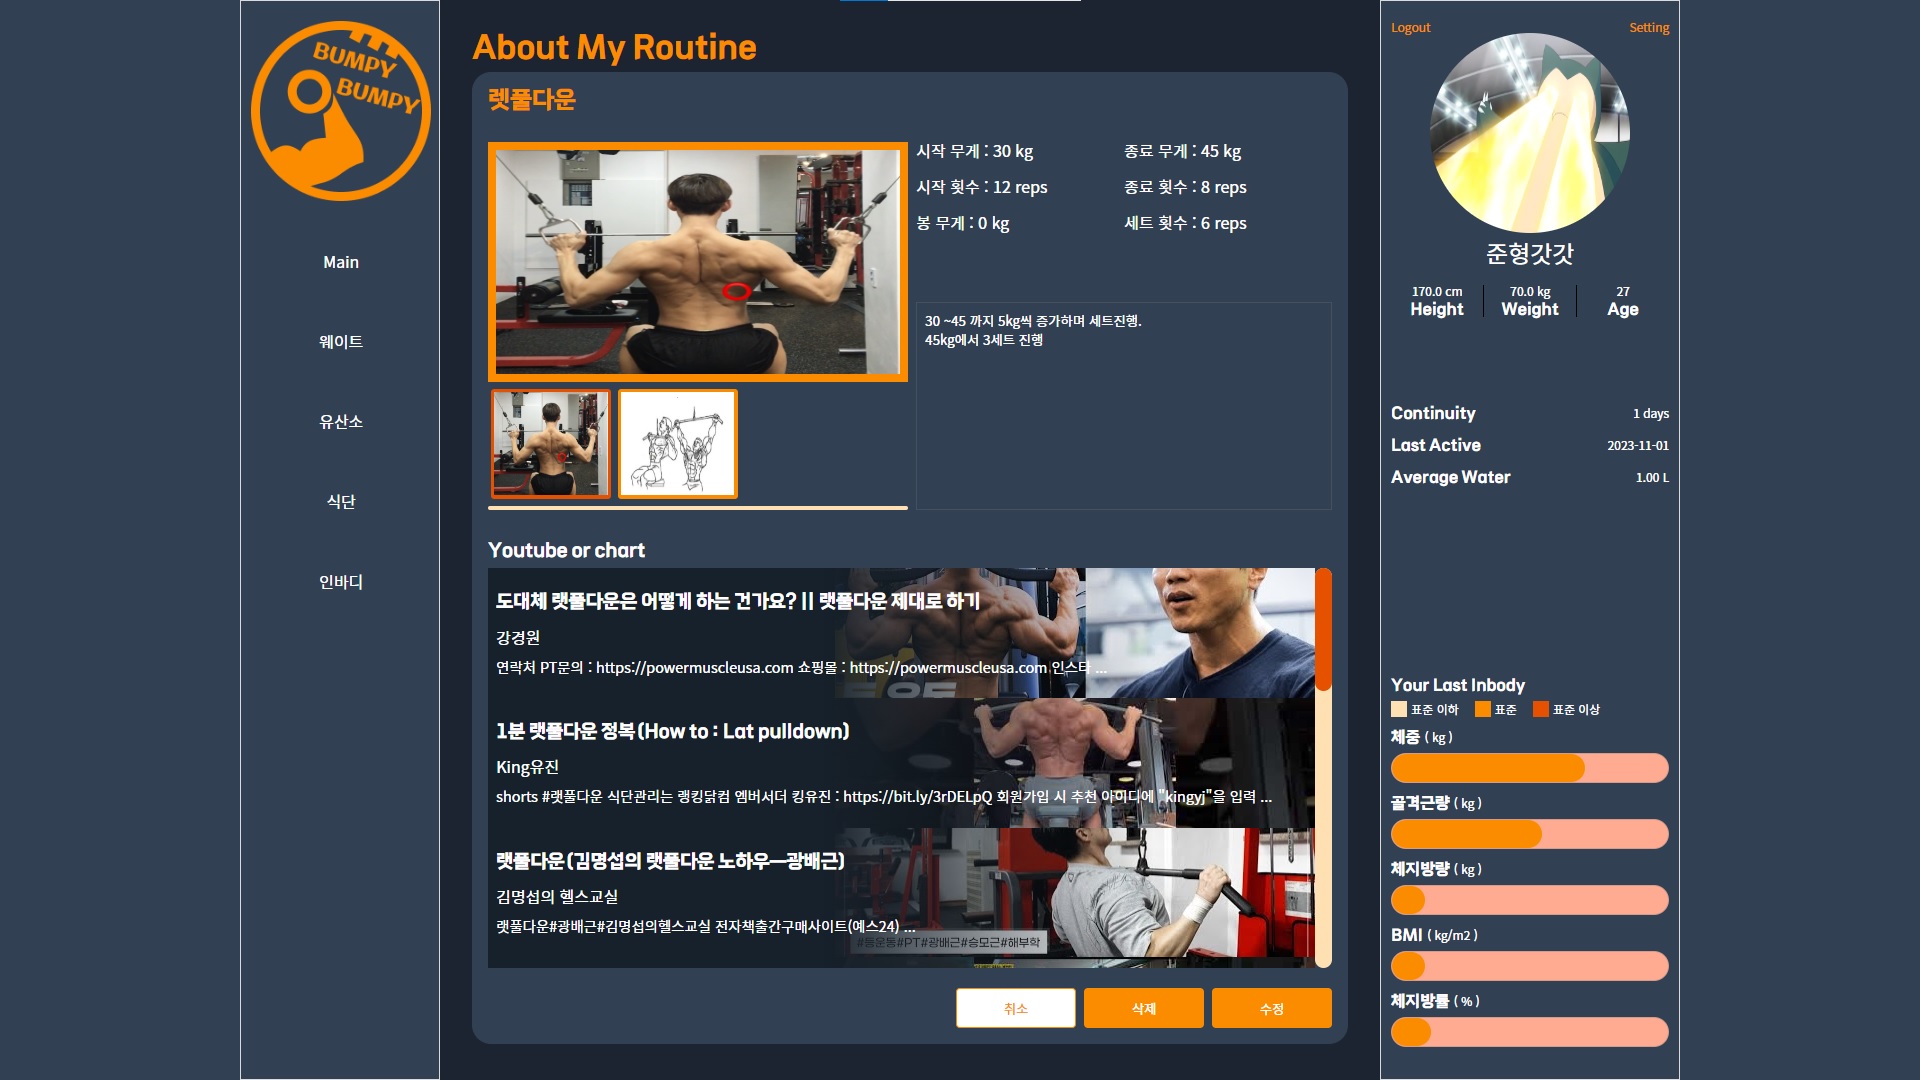 BUMPY
BUMPY
Main
웨이트
유산소
식단
인바디
About My Routine
렛풀다운
시작 무게 : 30 kg
종료 무게 : 45 kg
시작 횟수 : 12 reps
종료 횟수 : 8 reps
봉 무게 : 0 kg
세트 횟수 : 6 reps
30 ~45 까지 5kg씩 증가하며 세트진행.
45kg에서 3세트 진행
Youtube or chart
도대체 랫풀다운은 어떻게 하는 건가요? || 랫풀다운 제대로 하기
강경원
연락처 PT문의 : https://powermuscleusa.com 쇼핑몰 : https://powermuscleusa.com 인스타 ...
1분 랫풀다운 정복 (How to : Lat pulldown)
King유진
shorts #랫풀다운 식단관리는 랭킹닭컴 엠버서더 킹유진 : https://bit.ly/3rDELpQ 회원가입 시 추천 아이디에 "kingyj"을 입력 ...
랫풀다운 (김명섭의 랫풀다운 노하우—광배근)
김명섭의 헬스교실
랫풀다운#광배근#김명섭의헬스교실 전자책출간구매사이트(예스24) ...
#등운동#PT#광배근#승모근#해부학
취소
삭제
수정
Logout
Setting
준형갓갓
170.0 cm
Height
70.0 kg
Weight
27
Age
Continuity
1 days
Last Active
2023-11-01
Average Water
1.00 L
Your Last Inbody
표준 이하
표준
표준 이상
체중 ( kg )
골격근량 ( kg )
체지방량 ( kg )
BMI ( kg/m2 )
체지방률 ( % )